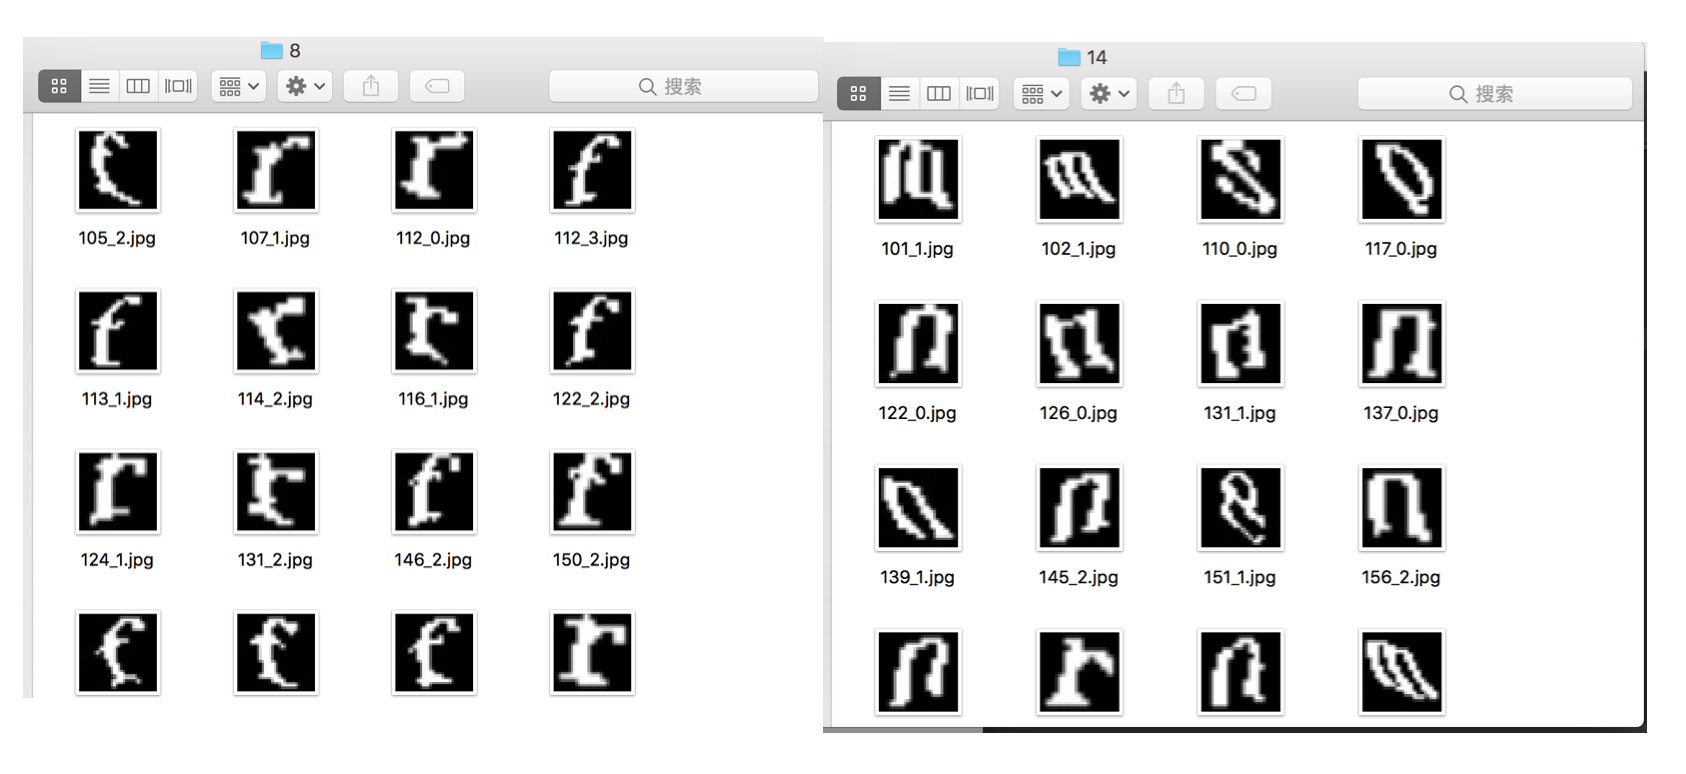 8
搜索
105_2.jpg 107_1.jpg 112_0.jpg 112_3.jpg
113_1.jpg 114_2.jpg 116_1.jpg 122_2.jpg
124_1.jpg 131_2.jpg 146_2.jpg 150_2.jpg
14
搜索
101_1.jpg 102_1.jpg 110_0.jpg 117_0.jpg
122_0.jpg 126_0.jpg 131_1.jpg 137_0.jpg
139_1.jpg 145_2.jpg 151_1.jpg 156_2.jpg